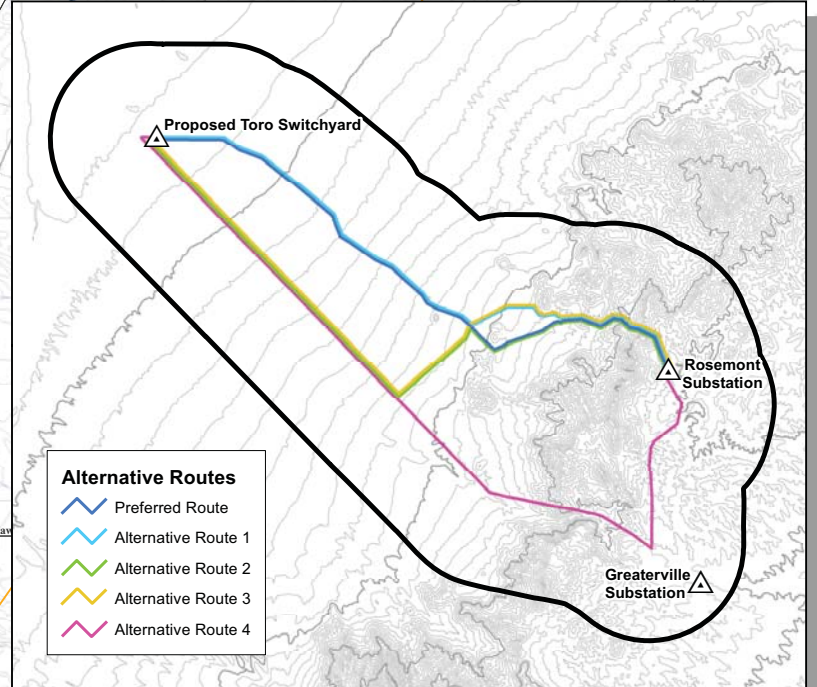 Proposed Toro Switchyard
Rosemont
Substation
Alternative Routes
Preferred Route
Alternative Route 1
Alternative Route 2
Alternative Route 3
Alternative Route 4
Greaterville
Substation